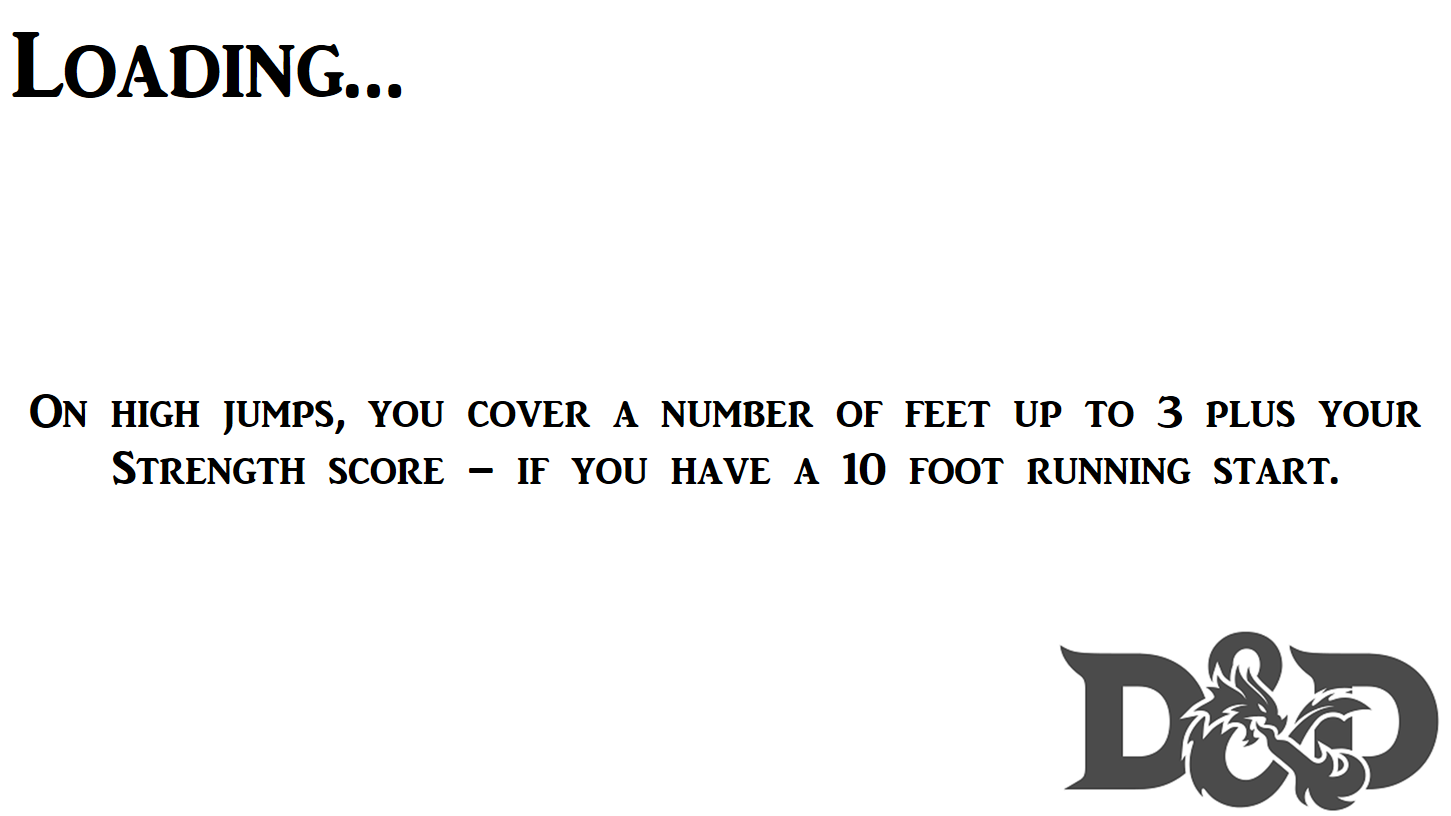 Loading...
On high jumps, you cover a number of feet up to 3 plus your
Strength score – if you have a 10 foot running start.
D&D